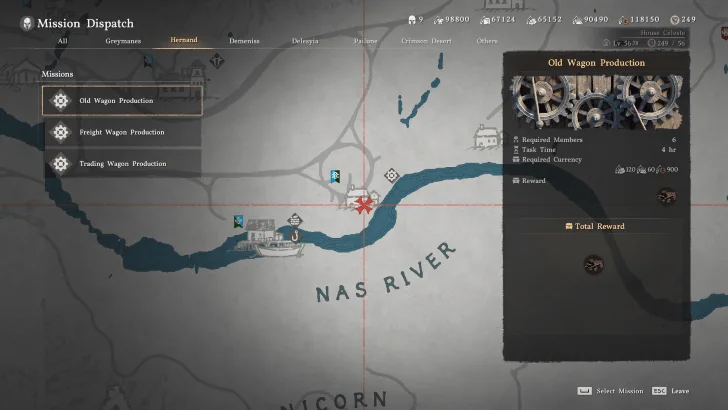 Mission Dispatch
9 98800 67124 65152 90490 118150 249
All Greymanes Hernand Demeniss Delesyia Pailune Crimson Desert Others
House Celeste
249 / 56
Missions
Old Wagon Production
Freight Wagon Production
Trading Wagon Production
Old Wagon Production
Required Members 6
Task Time 4 hr
Required Currency
120 60 900
Reward
Total Reward
NAS RIVER
NICORN
Select Mission ESC Leave